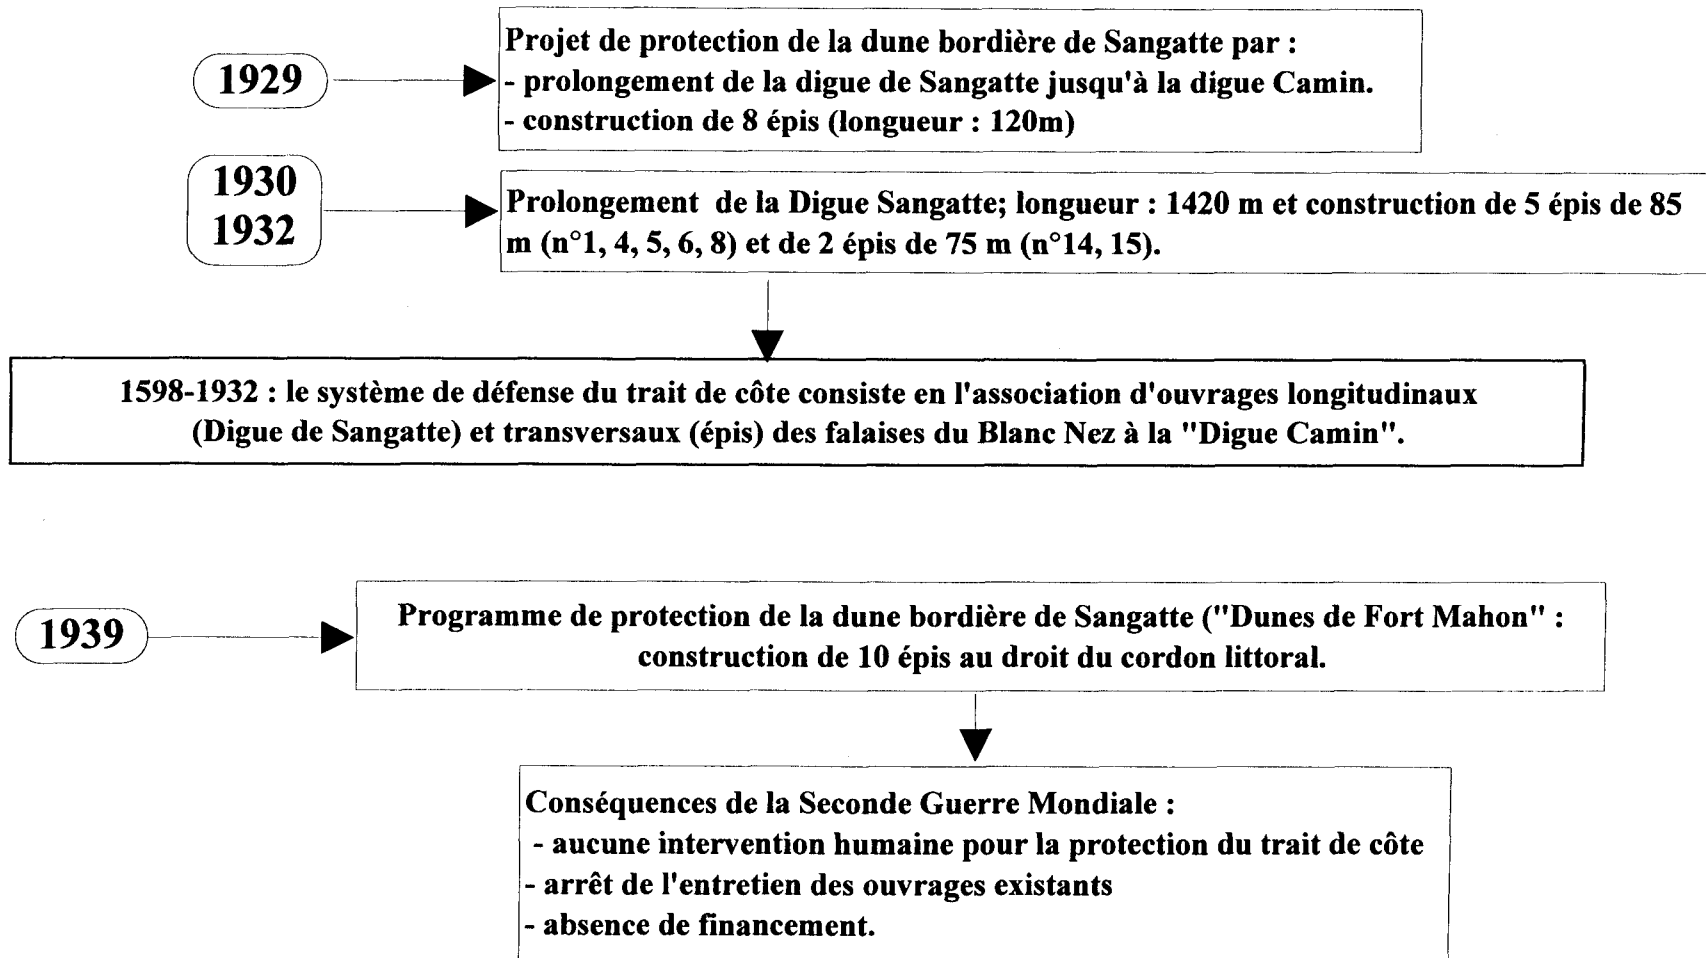 1929
Projet de protection de la dune bordière de Sangatte par :
- prolongement de la digue de Sangatte jusqu'à la digue Camin.
- construction de 8 épis (longueur : 120m)
1930
1932
Prolongement de la Digue Sangatte; longueur : 1420 m et construction de 5 épis de 85
m (n°1, 4, 5, 6, 8) et de 2 épis de 75 m (n°14, 15).
1598-1932 : le système de défense du trait de côte consiste en l'association d'ouvrages longitudinaux
(Digue de Sangatte) et transversaux (épis) des falaises du Blanc Nez à la "Digue Camin".
1939
Programme de protection de la dune bordière de Sangatte ("Dunes de Fort Mahon" :
construction de 10 épis au droit du cordon littoral.
Conséquences de la Seconde Guerre Mondiale :
- aucune intervention humaine pour la protection du trait de côte
- arrêt de l'entretien des ouvrages existants
- absence de financement.